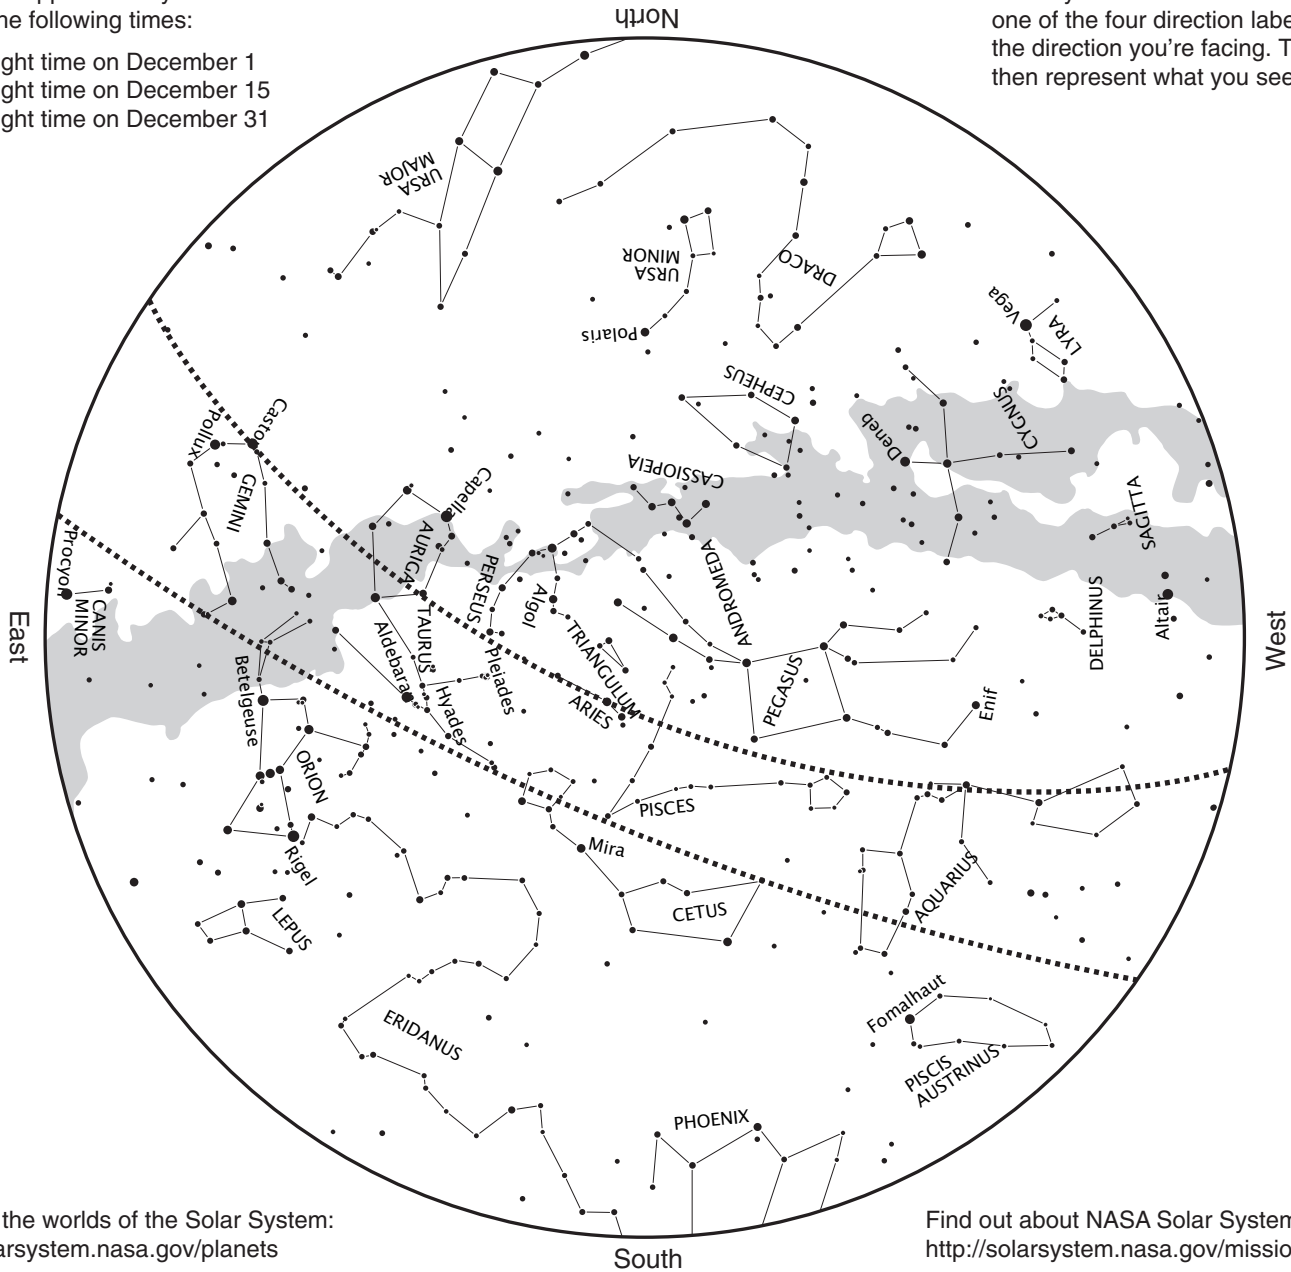 he following times:
ght time on December 1
ght time on December 15
ght time on December 31
North
one of the four direction labe
the direction you're facing. T
then represent what you see
URSA
MAJOR
URSA
MINOR
DRACO
Polaris
Vega
LYRA
CEPHEUS
CYGNUS
Deneb
CASSIOPEIA
Pollux
Castor
GEMINI
Capella
AURIGA
PERSEUS
Algol
ANDROMEDA
SAGITTA
Procyon
CANIS
MINOR
TAURUS
Aldebaran
Pleiades
Hyades
TRIANGULUM
ARIES
PEGASUS
Enif
DELPHINUS
Altair
East
West
Betelgeuse
ORION
Rigel
LEPUS
PISCES
Mira
CETUS
AQUARIUS
ERIDANUS
Fomalhaut
PISCIS
AUSTRINUS
PHOENIX
South
the worlds of the Solar System:
arsystem.nasa.gov/planets
Find out about NASA Solar System
http://solarsystem.nasa.gov/missio